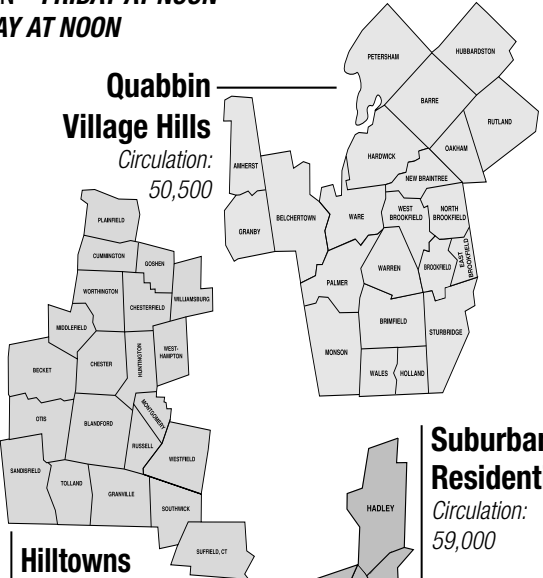 FRIDAY AT NOON
AY AT NOON
Quabbin
Village Hills
Circulation:
50,500
PETERSHAM
HUBBARDSTON
BARRE
RUTLAND
OAKHAM
HARDWICK
NEW BRAINTREE
AMHERST
BELCHERTOWN
GRANBY
WARE
WEST
BROOKFIELD
NORTH
BROOKFIELD
EAST
BROOKFIELD
BROOKFIELD
WARREN
PALMER
BRIMFIELD
STURBRIDGE
MONSON
WALES
HOLLAND
PLAINFIELD
CUMMINGTON
GOSHEN
WORTHINGTON
CHESTERFIELD
WILLIAMSBURG
MIDDLEFIELD
WEST-
HAMPTON
HUNTINGTON
CHESTER
BECKET
MONTGOMERY
OTIS
BLANDFORD
RUSSELL
WESTFIELD
SANDISFIELD
TOLLAND
GRANVILLE
SOUTHWICK
SUFFIELD, CT
Hilltowns
Suburban
Resident
Circulation:
59,000
HADLEY